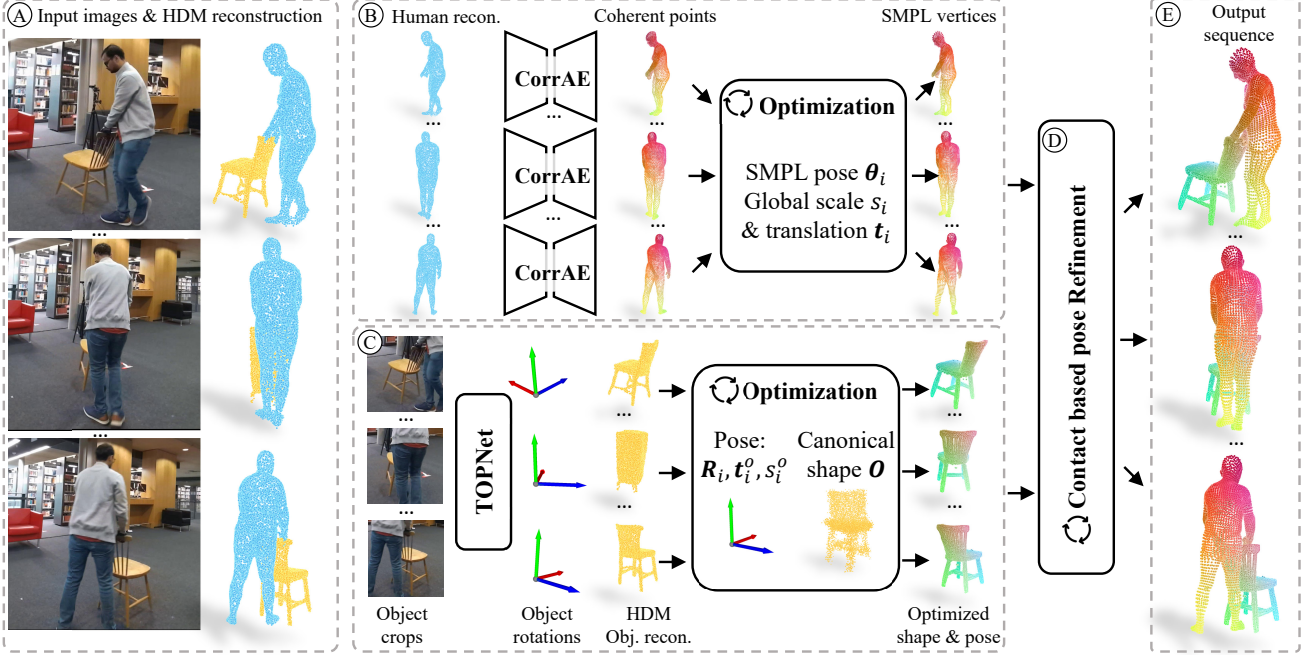 A Input images & HDM reconstruction
...
...
B Human recon.
Coherent points
SMPL vertices
CorrAE
...
CorrAE
...
CorrAE
...
...
...
...
...
...
Optimization
SMPL pose θi
Global scale si
& translation ti
C
...
...
Object
crops
TOPNet
Object
rotations
...
...
HDM
Obj. recon.
Optimization
Pose:
Ri, tᵒi, sᵒi
Canonical
shape O
...
...
Optimized
shape & pose
D
Contact based pose Refinement
E Output
sequence
...
...